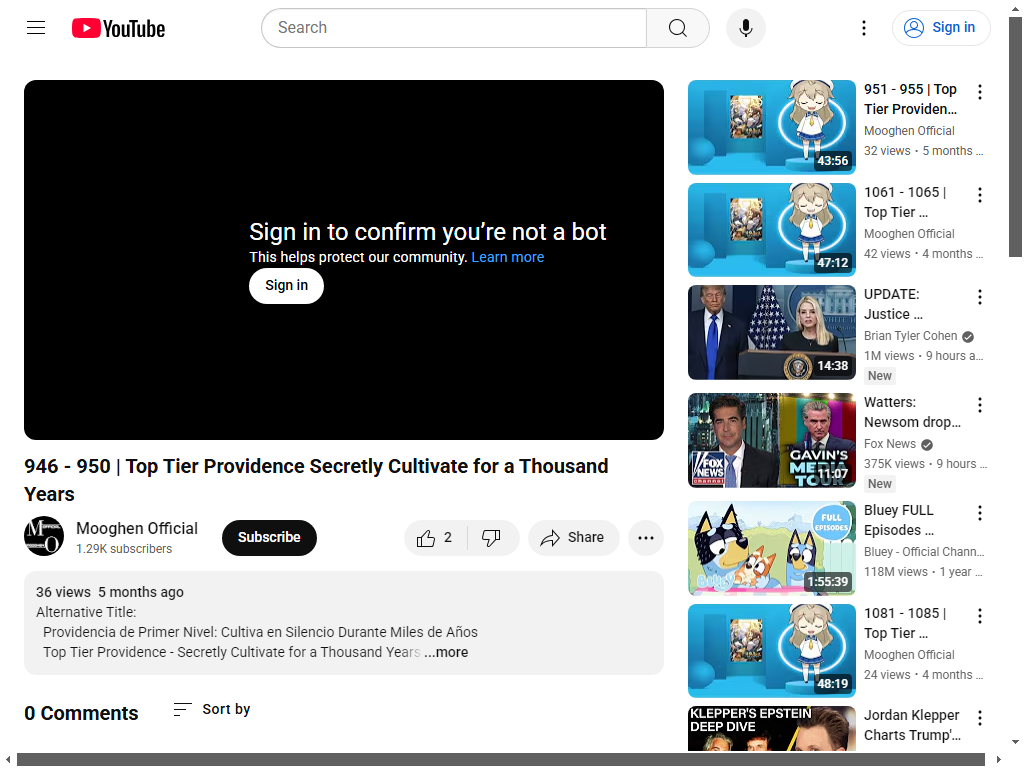 YouTube
Search
Sign in
Sign in to confirm you’re not a bot
This helps protect our community. Learn more
Sign in
946 - 950 | Top Tier Providence Secretly Cultivate for a Thousand
Years
Mooghen Official
1.29K subscribers
Subscribe
2
Share
36 views 5 months ago
Alternative Title:
Providencia de Primer Nivel: Cultiva en Silencio Durante Miles de Años
Top Tier Providence - Secretly Cultivate for a Thousand Years ...more
0 Comments
Sort by
43:56
951 - 955 | Top
Tier Providen...
Mooghen Official
32 views • 5 months ...
47:12
1061 - 1065 |
Top Tier ...
Mooghen Official
42 views • 4 months ...
14:38
UPDATE:
Justice ...
Brian Tyler Cohen
1M views • 9 hours a...
New
FOX
NEWS
channel
GAVIN'S
MEDIA
TOUR
11:07
Watters:
Newsom drop...
Fox News
375K views • 9 hours ...
New
FULL
EPISODES
BLUEY
1:55:39
Bluey FULL
Episodes ...
Bluey - Official Chann...
118M views • 1 year ...
48:19
1081 - 1085 |
Top Tier ...
Mooghen Official
24 views • 4 months ...
KLEPPER'S EPSTEIN
DEEP DIVE
Jordan Klepper
Charts Trump'...